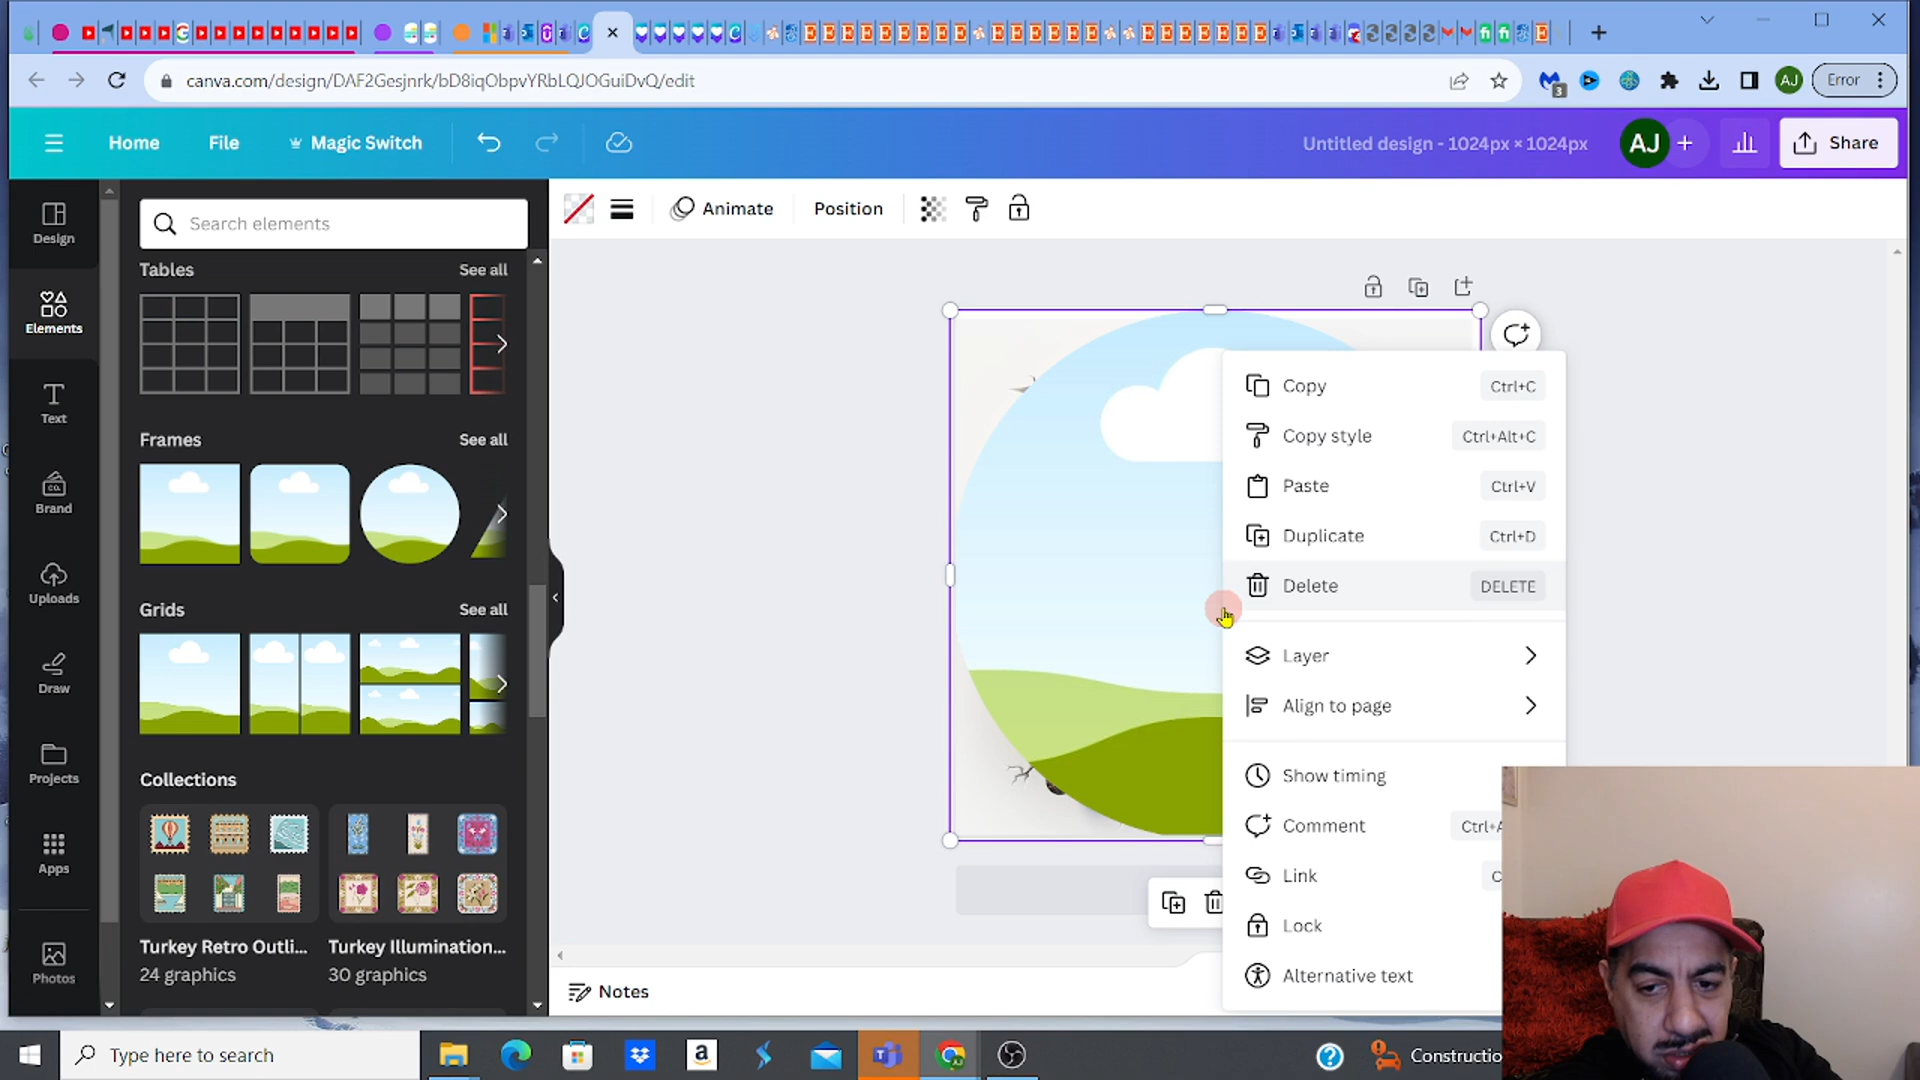 canva.com/design/DAF2Gesjnrk/bD8iqObpvYRbLQJOGuiDvQ/edit
3
AJ
Error
Home
File
Magic Switch
Untitled design - 1024px × 1024px
AJ
Share
Design
Elements
Text
Brand
Uploads
Draw
Projects
Apps
Photos
Search elements
Tables
See all
Frames
See all
Grids
See all
Collections
Turkey Retro Outli...
24 graphics
Turkey Illumination...
30 graphics
Animate
Position
Copy
Ctrl+C
Copy style
Ctrl+Alt+C
Paste
Ctrl+V
Duplicate
Ctrl+D
Delete
DELETE
Layer
Align to page
Show timing
Comment
Ctrl+A
Link
C
Lock
Alternative text
Notes
Type here to search
Constructio